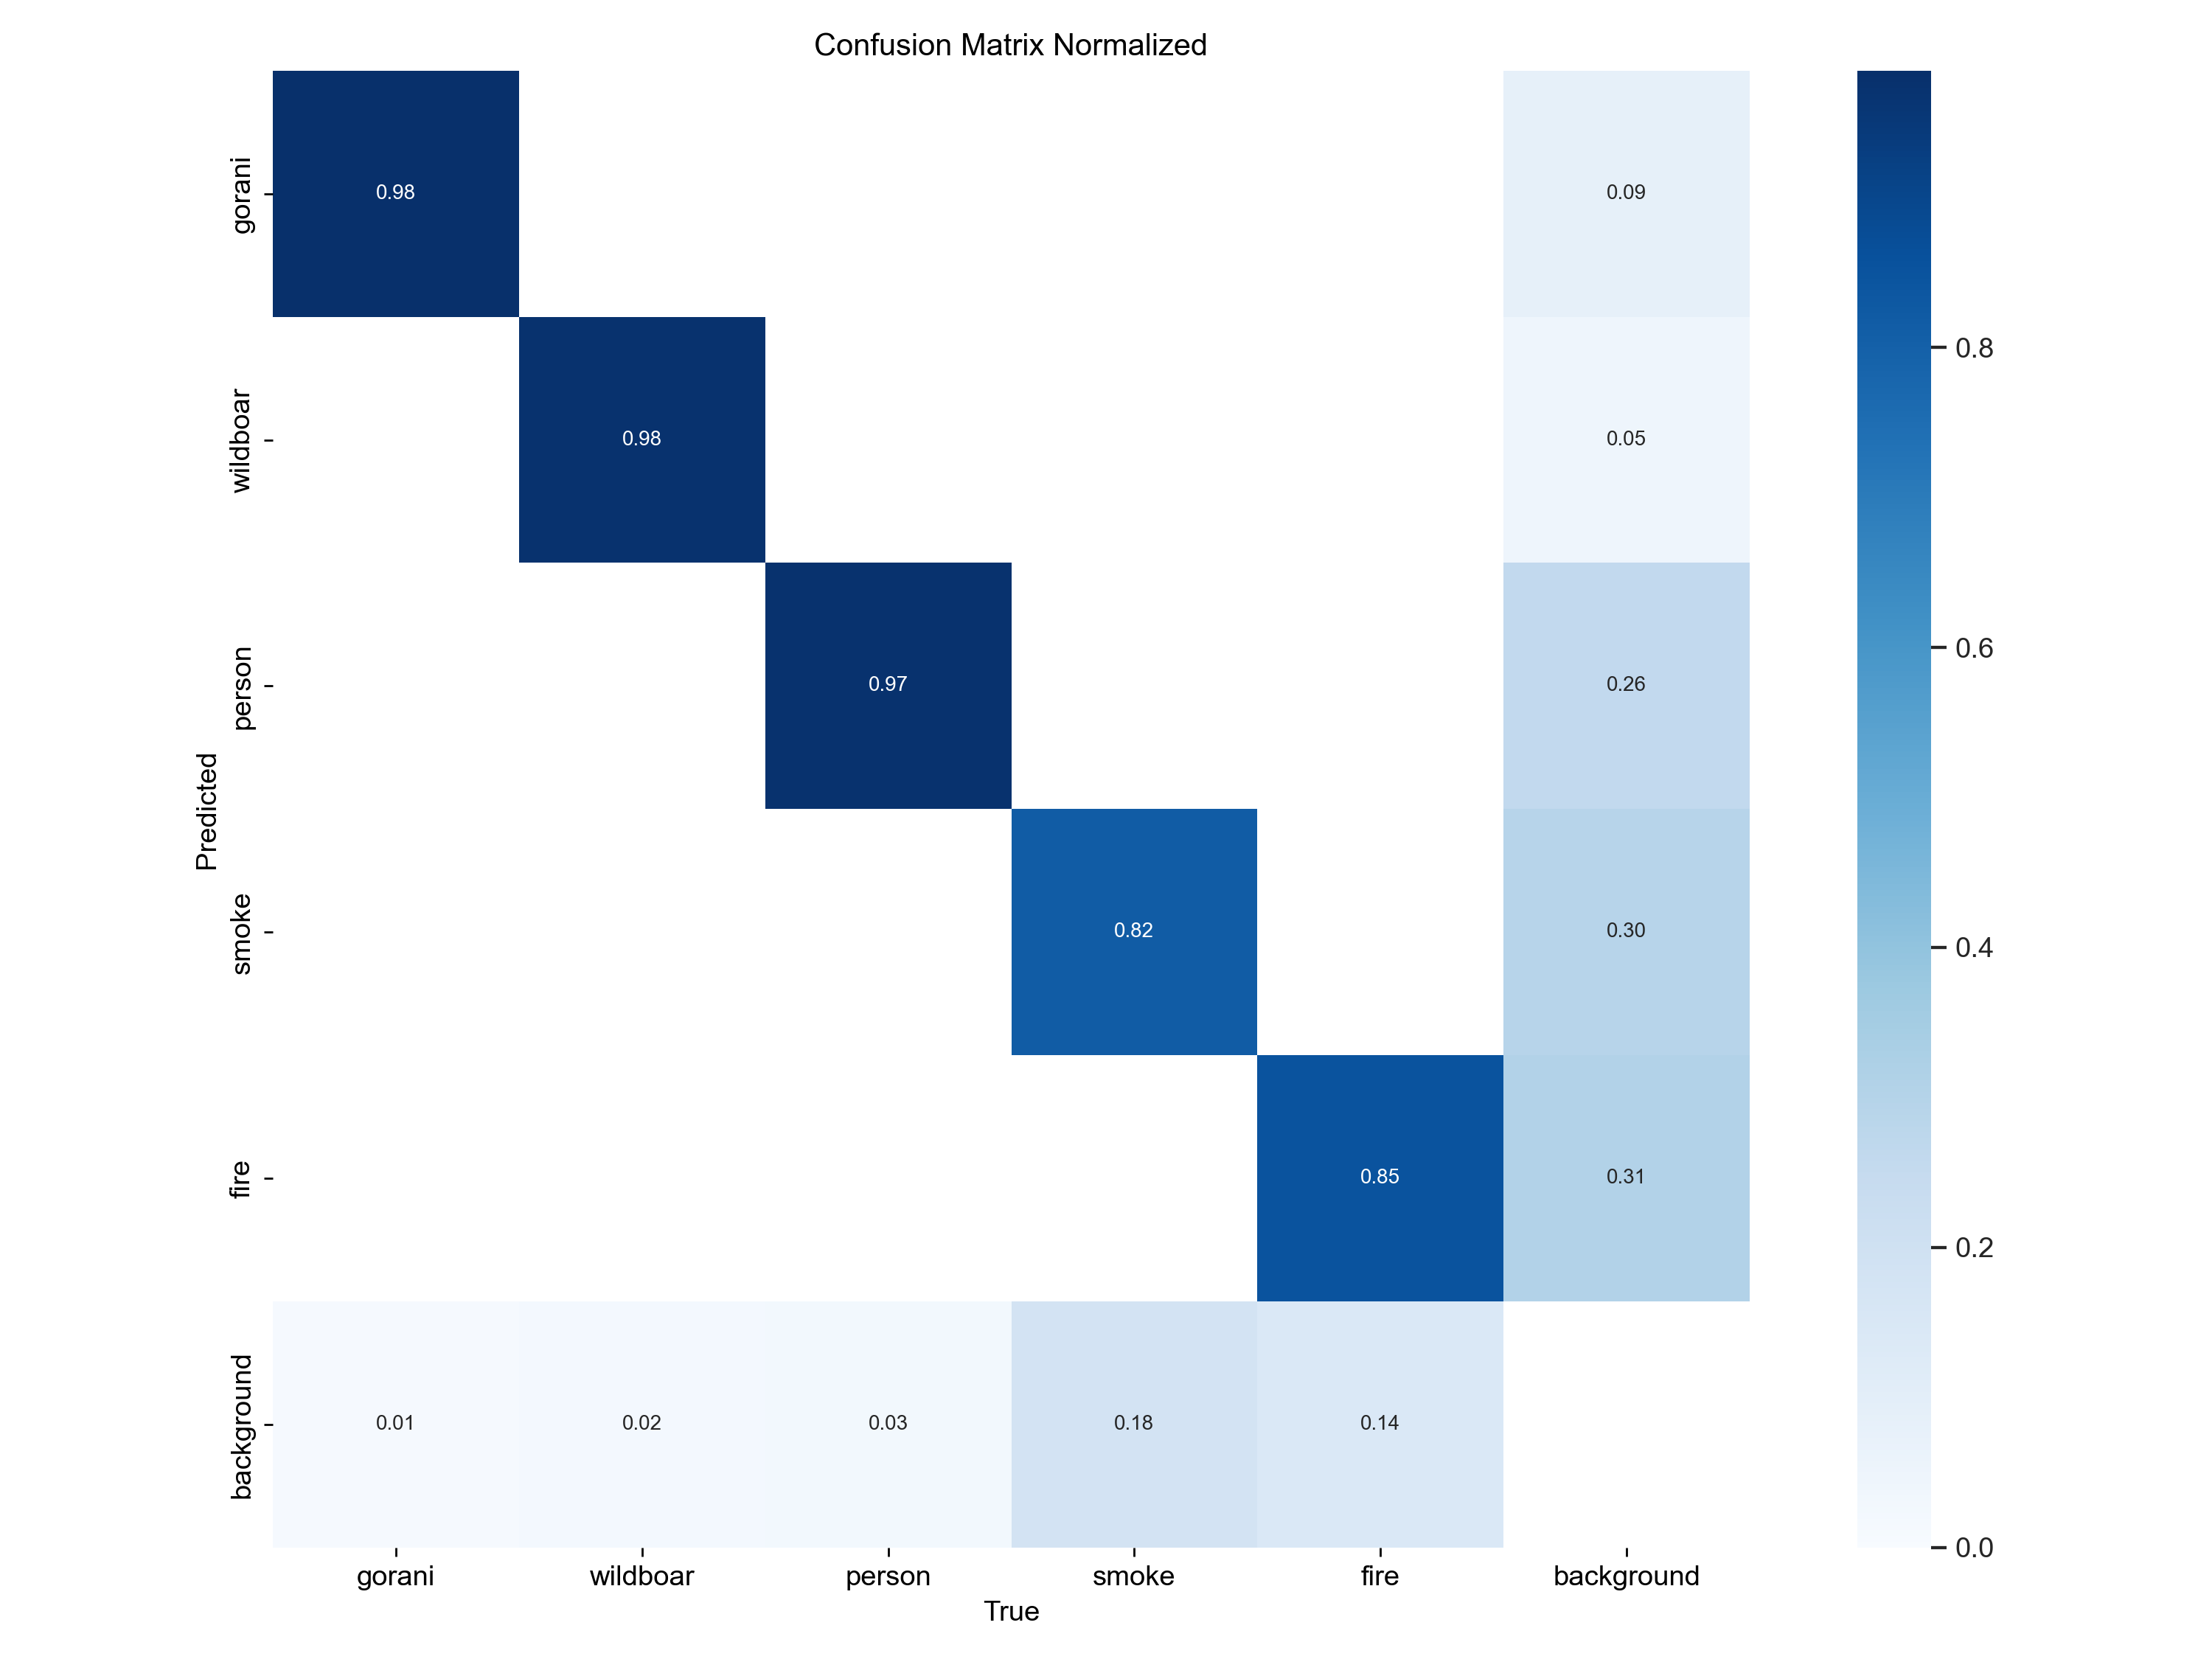 Confusion Matrix Normalized
gorani
0.98
0.09
wildboar
0.98
0.05
0.8
person
0.97
0.26
0.6
Predicted
smoke
0.82
0.30
0.4
fire
0.85
0.31
0.2
background
0.01
0.02
0.03
0.18
0.14
0.0
gorani
wildboar
person
smoke
fire
background
True